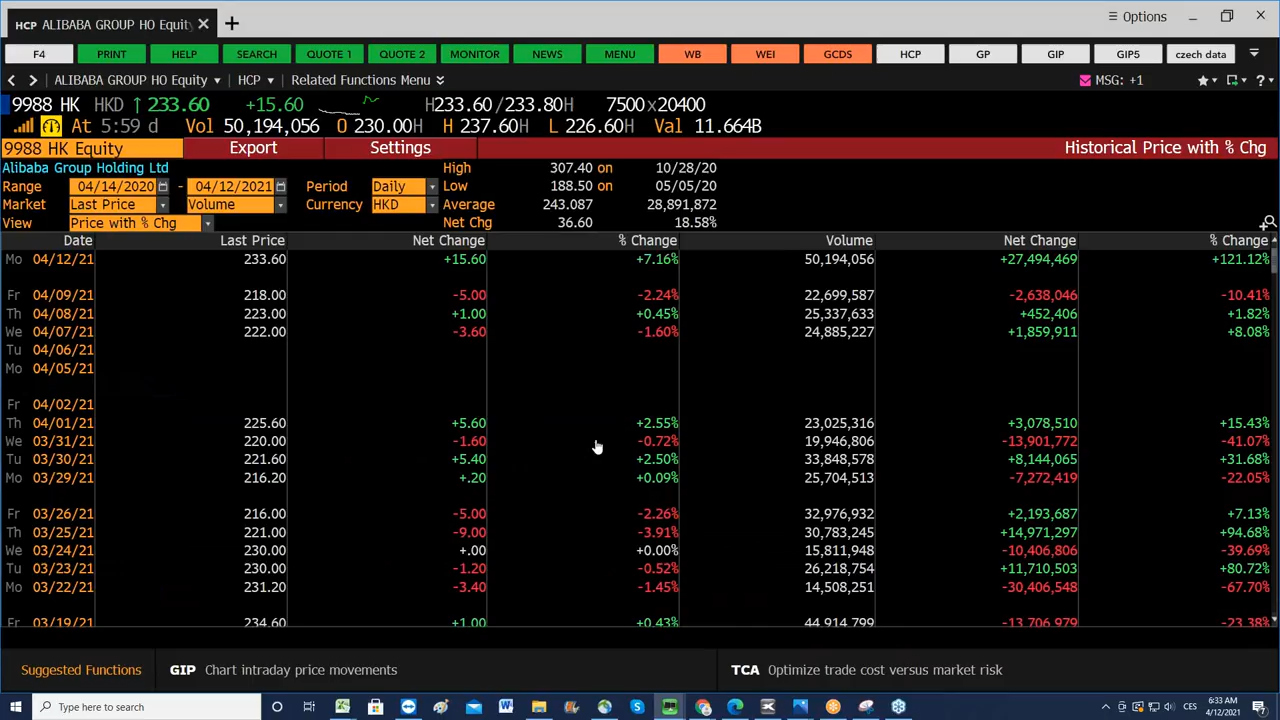 HCP ALIBABA GROUP HO Equity
Options
F4 PRINT HELP SEARCH QUOTE 1 QUOTE 2 MONITOR NEWS MENU WB WEI GCDS HCP GP GIP GIP5 czech data
ALIBABA GROUP HO Equity HCP Related Functions Menu MSG: +1
9988 HK HKD ↑ 233.60 +15.60 H233.60/233.80H 7500x20400
At 5:59 d Vol 50,194,056 O 230.00H H 237.60H L 226.60H Val 11.664B
9988 HK Equity Export Settings Historical Price with % Chg
Alibaba Group Holding Ltd High 307.40 on 10/28/20
Range 04/14/2020 - 04/12/2021 Period Daily Low 188.50 on 05/05/20
Market Last Price Volume Currency HKD Average 243.087 28,891,872
View Price with % Chg Net Chg 36.60 18.58%
Date Last Price Net Change % Change Volume Net Change % Change
Mo 04/12/21 233.60 +15.60 +7.16% 50,194,056 +27,494,469 +121.12%
Fr 04/09/21 218.00 -5.00 -2.24% 22,699,587 -2,638,046 -10.41%
Th 04/08/21 223.00 +1.00 +0.45% 25,337,633 +452,406 +1.82%
We 04/07/21 222.00 -3.60 -1.60% 24,885,227 +1,859,911 +8.08%
Tu 04/06/21
Mo 04/05/21
Fr 04/02/21
Th 04/01/21 225.60 +5.60 +2.55% 23,025,316 +3,078,510 +15.43%
We 03/31/21 220.00 -1.60 -0.72% 19,946,806 -13,901,772 -41.07%
Tu 03/30/21 221.60 +5.40 +2.50% 33,848,578 +8,144,065 +31.68%
Mo 03/29/21 216.20 +.20 +0.09% 25,704,513 -7,272,419 -22.05%
Fr 03/26/21 216.00 -5.00 -2.26% 32,976,932 +2,193,687 +7.13%
Th 03/25/21 221.00 -9.00 -3.91% 30,783,245 +14,971,297 +94.68%
We 03/24/21 230.00 +.00 +0.00% 15,811,948 -10,406,806 -39.69%
Tu 03/23/21 230.00 -1.20 -0.52% 26,218,754 +11,710,503 +80.72%
Mo 03/22/21 231.20 -3.40 -1.45% 14,508,251 -30,406,548 -67.70%
Fr 03/19/21 234.60 +1.00 +0.43% 44,914,799 -13,706,979 -23.38%
Suggested Functions GIP Chart intraday price movements TCA Optimize trade cost versus market risk
Type here to search CES 6:33 AM
4/12/2021